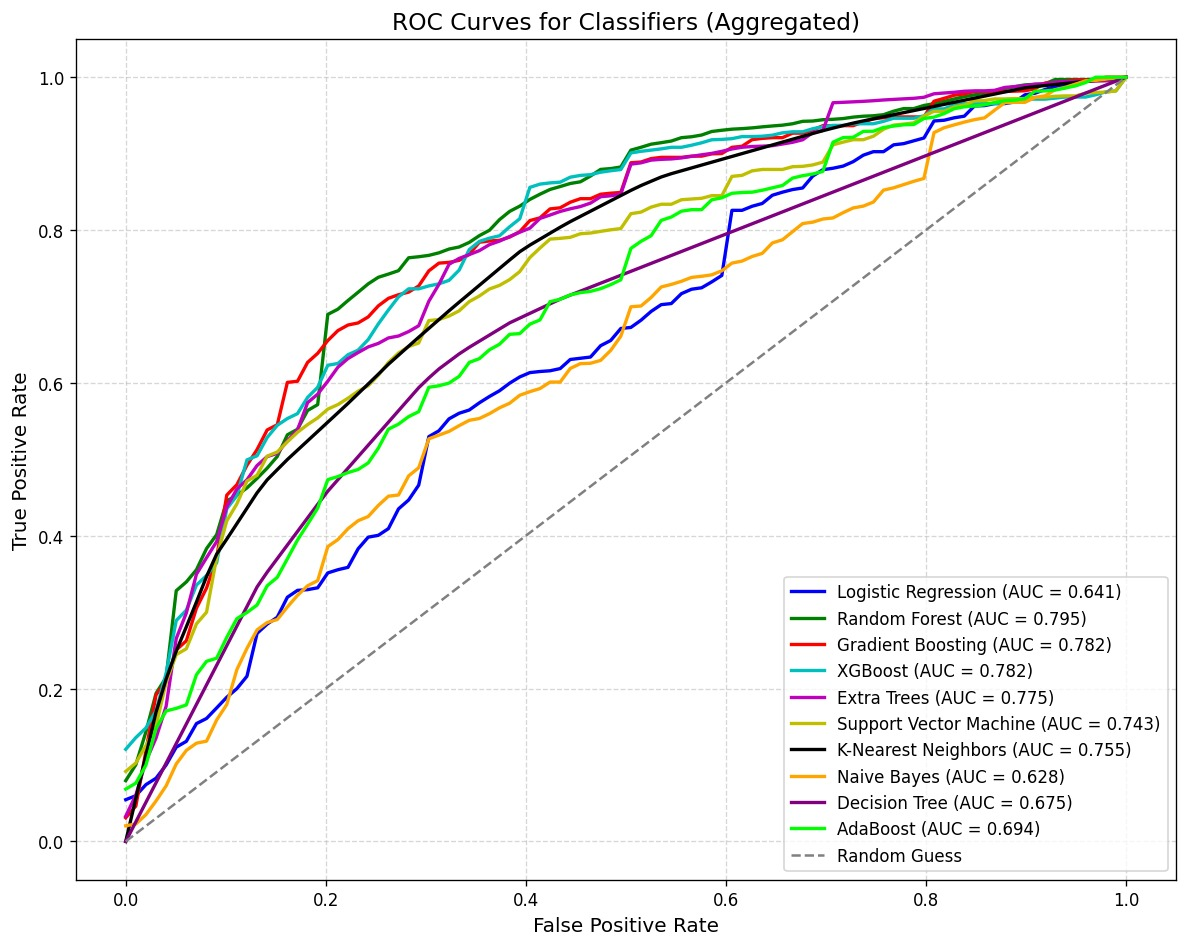 ROC Curves for Classifiers (Aggregated)
True Positive Rate
1.0
0.8
0.6
0.4
0.2
0.0
Logistic Regression (AUC = 0.641)
Random Forest (AUC = 0.795)
Gradient Boosting (AUC = 0.782)
XGBoost (AUC = 0.782)
Extra Trees (AUC = 0.775)
Support Vector Machine (AUC = 0.743)
K-Nearest Neighbors (AUC = 0.755)
Naive Bayes (AUC = 0.628)
Decision Tree (AUC = 0.675)
AdaBoost (AUC = 0.694)
Random Guess
0.0 0.2 0.4 0.6 0.8 1.0
False Positive Rate